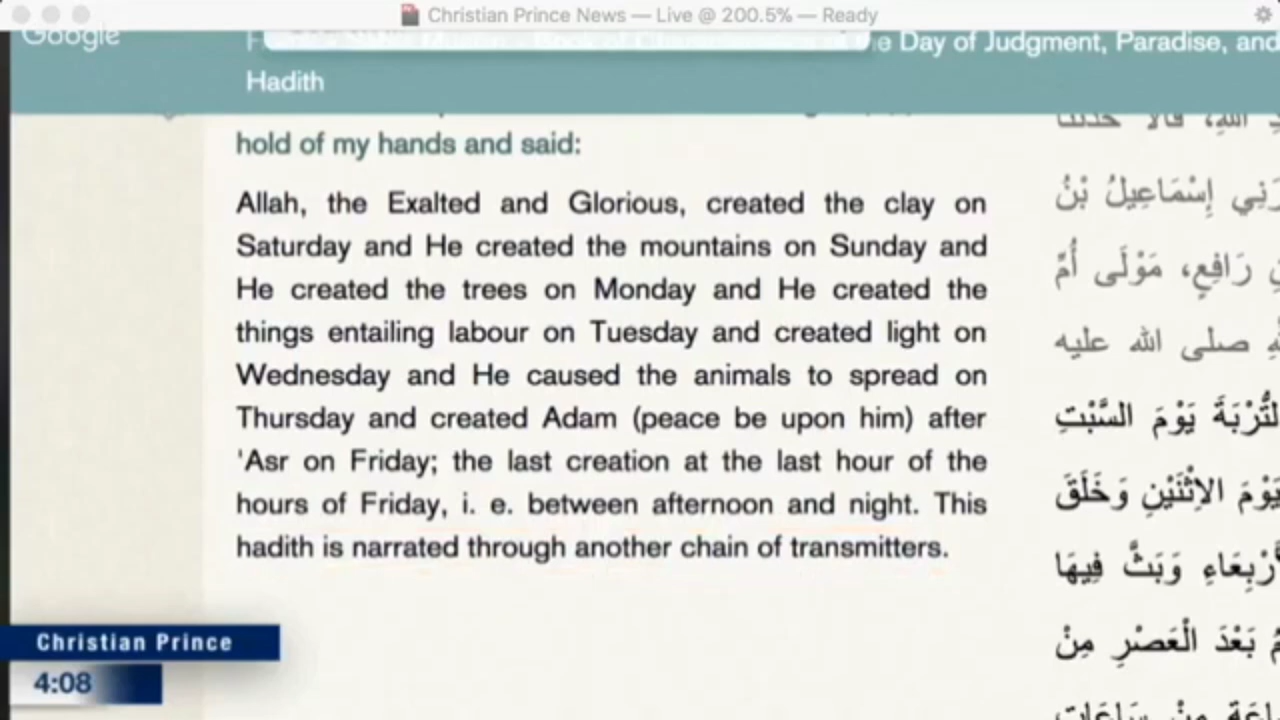 Christian Prince News — Live @ 200.5% — Ready
Google
e Day of Judgment, Paradise, and
Hadith
hold of my hands and said:
Allah, the Exalted and Glorious, created the clay on
Saturday and He created the mountains on Sunday and
He created the trees on Monday and He created the
things entailing labour on Tuesday and created light on
Wednesday and He caused the animals to spread on
Thursday and created Adam (peace be upon him) after
'Asr on Friday; the last creation at the last hour of the
hours of Friday, i. e. between afternoon and night. This
hadith is narrated through another chain of transmitters.
رَنِي إِسْمَاعِيلُ بْنُ
رَافِعٍ، مَوْلَى أُمِّ
صلى الله عليه
التُّرْبَةَ يَوْمَ السَّبْتِ
يَوْمَ الاِثْنَيْنِ وَخَلَقَ
أَرْبِعَاءِ وَبَثَّ فِيهَا
بَعْدَ الْعَصْرِ مِنْ
مِنْ سَاعَاتِ
Christian Prince
4:08